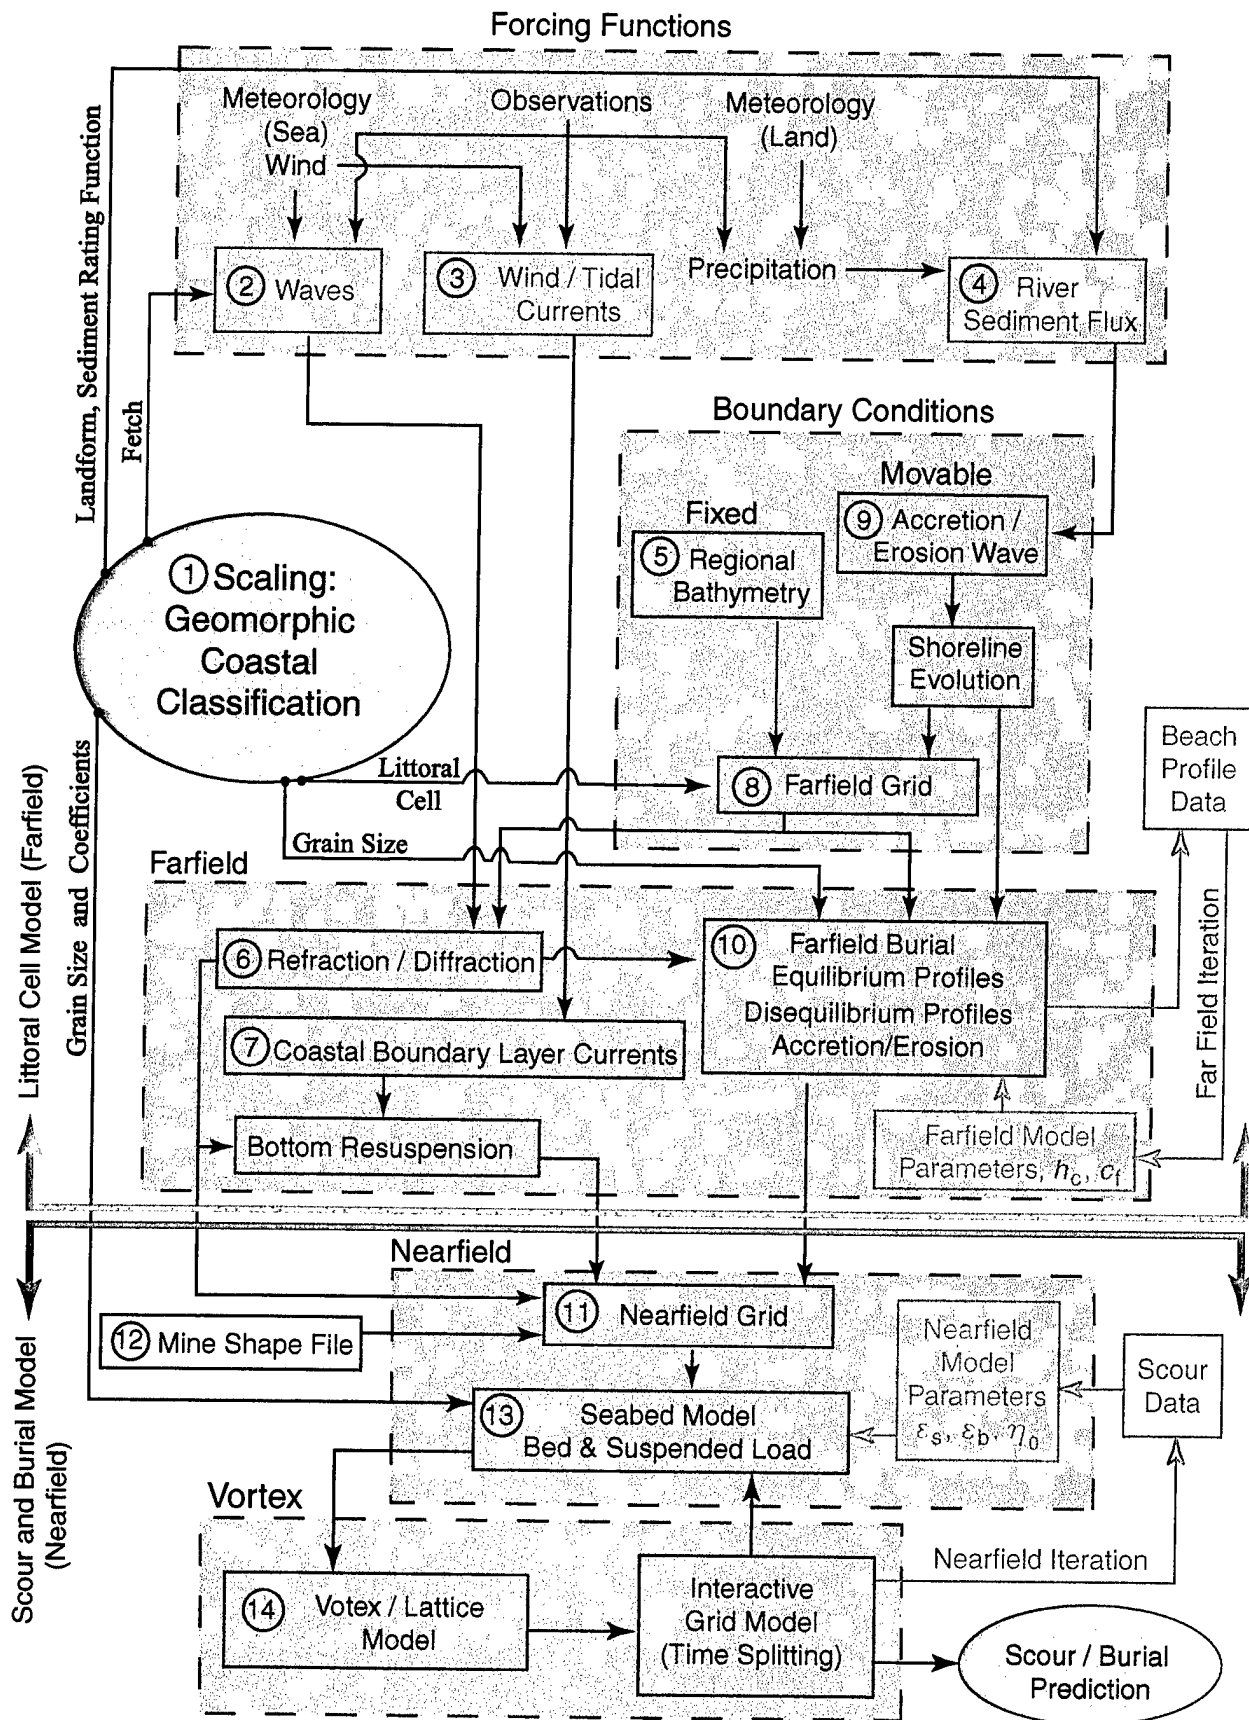 Forcing Functions
Meteorology
(Sea)
Wind
Observations
Meteorology
(Land)
2 Waves
3 Wind / Tidal
Currents
Precipitation
4 River
Sediment Flux
Landform, Sediment Rating Function
Fetch
Boundary Conditions
Movable
Fixed
9 Accretion /
Erosion Wave
5 Regional
Bathymetry
1 Scaling:
Geomorphic
Coastal
Classification
Shoreline
Evolution
Beach
Profile
Data
Littoral
Cell
8 Farfield Grid
Grain Size
Farfield
Littoral Cell Model (Farfield)
Grain Size and Coefficients
6 Refraction / Diffraction
10 Farfield Burial
Equilibrium Profiles
Disequilibrium Profiles
Accretion/Erosion
7 Coastal Boundary Layer Currents
Bottom Resuspension
Farfield Model
Parameters, hc, cf
Far Field Iteration
Nearfield
11 Nearfield Grid
12 Mine Shape File
Nearfield
Model
Parameters
εs, εb, η0
Scour
Data
13 Seabed Model
Bed & Suspended Load
Scour and Burial Model
(Nearfield)
Vortex
14 Votex / Lattice
Model
Interactive
Grid Model
(Time Splitting)
Nearfield Iteration
Scour / Burial
Prediction